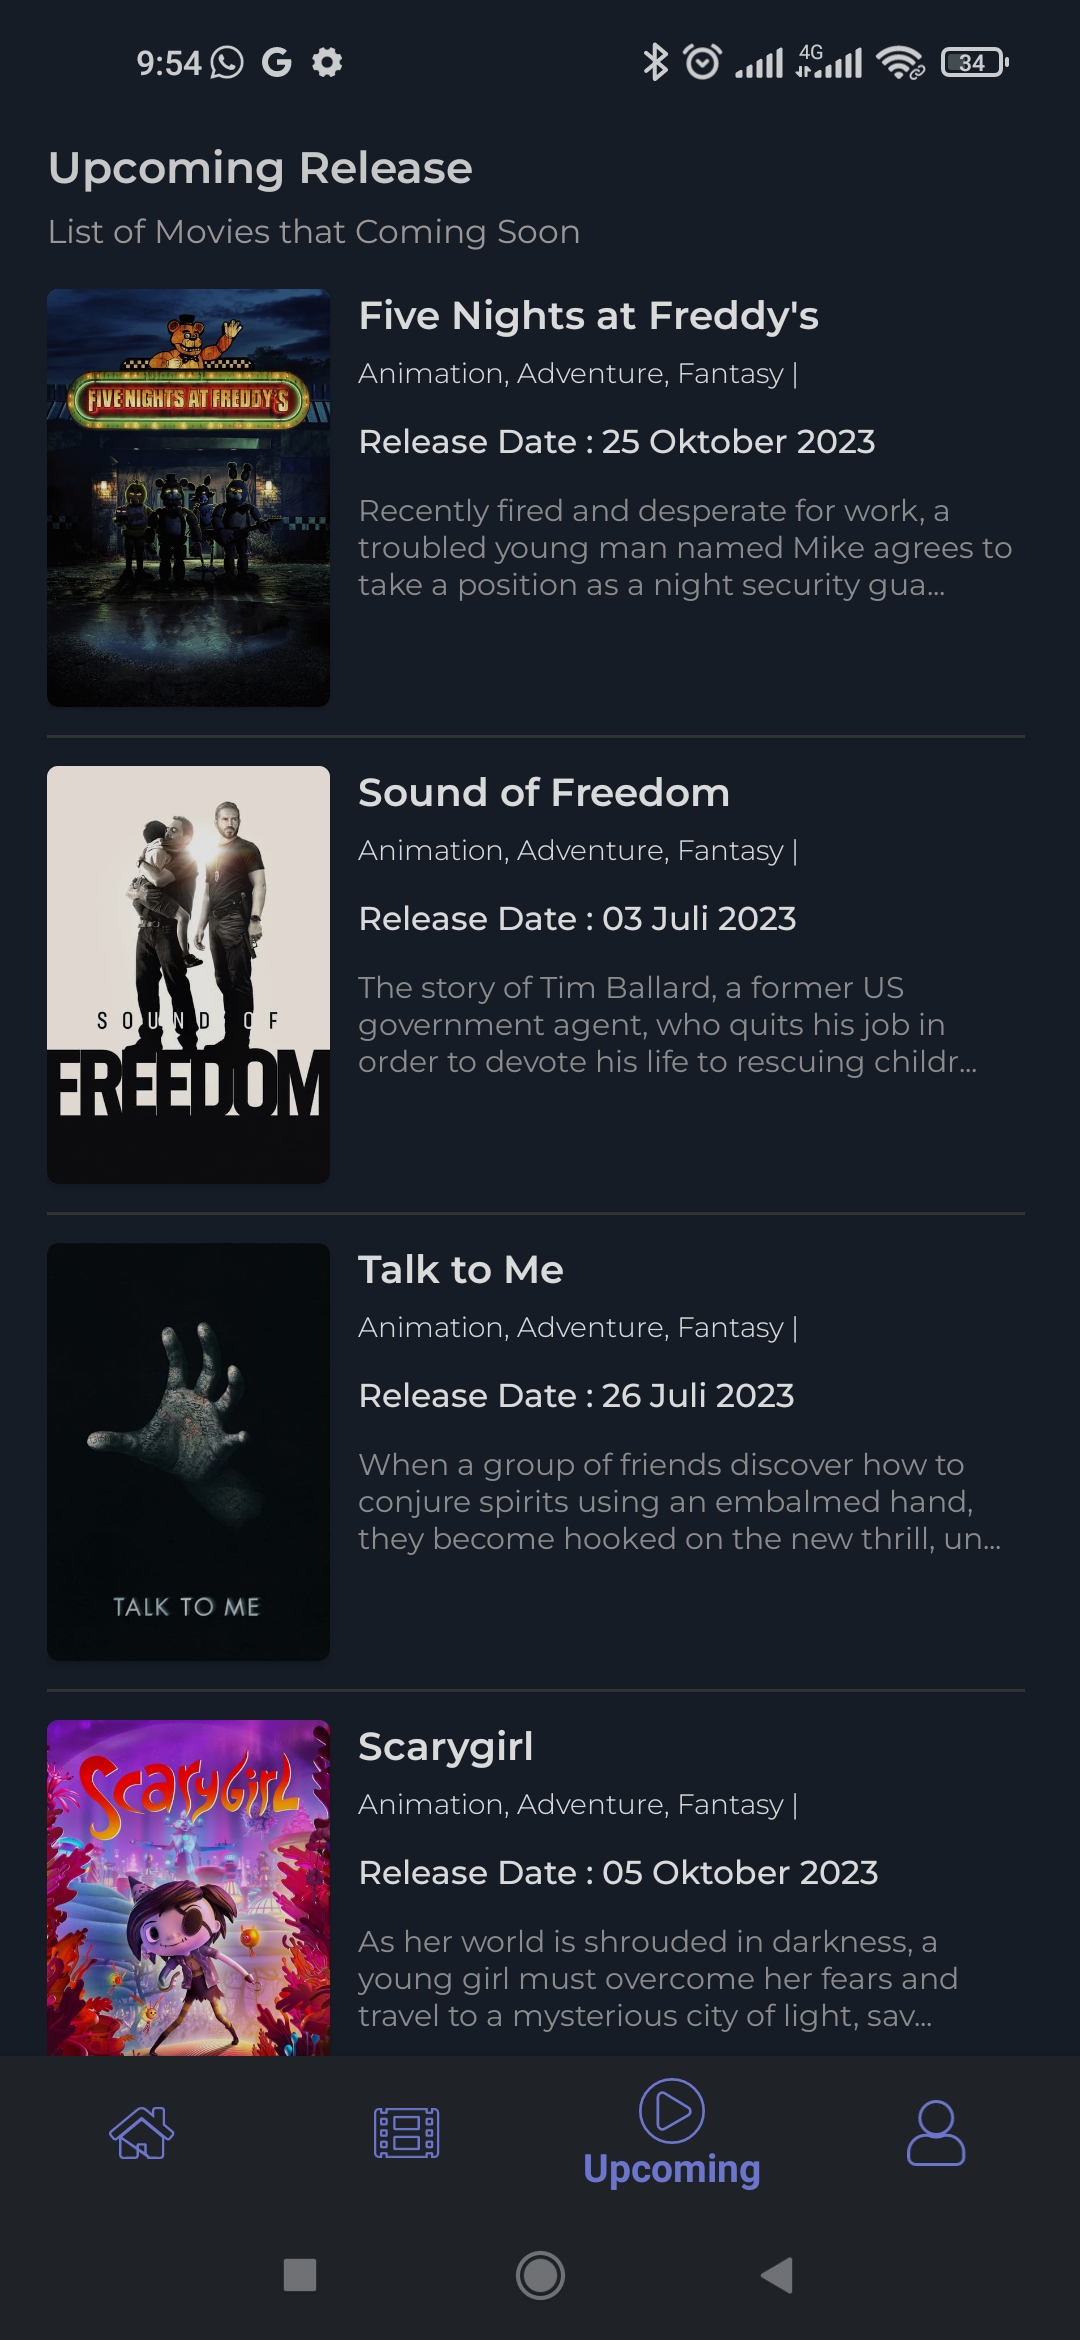 9:54
4G
34
Upcoming Release
List of Movies that Coming Soon
FIVE NIGHTS AT FREDDY'S
Five Nights at Freddy's
Animation, Adventure, Fantasy |
Release Date : 25 Oktober 2023
Recently fired and desperate for work, a
troubled young man named Mike agrees to
take a position as a night security gua...
SOUND OF
FREEDOM
Sound of Freedom
Animation, Adventure, Fantasy |
Release Date : 03 Juli 2023
The story of Tim Ballard, a former US
government agent, who quits his job in
order to devote his life to rescuing childr...
TALK TO ME
Talk to Me
Animation, Adventure, Fantasy |
Release Date : 26 Juli 2023
When a group of friends discover how to
conjure spirits using an embalmed hand,
they become hooked on the new thrill, un...
ScaryGirl
Scarygirl
Animation, Adventure, Fantasy |
Release Date : 05 Oktober 2023
As her world is shrouded in darkness, a
young girl must overcome her fears and
travel to a mysterious city of light, sav...
Upcoming